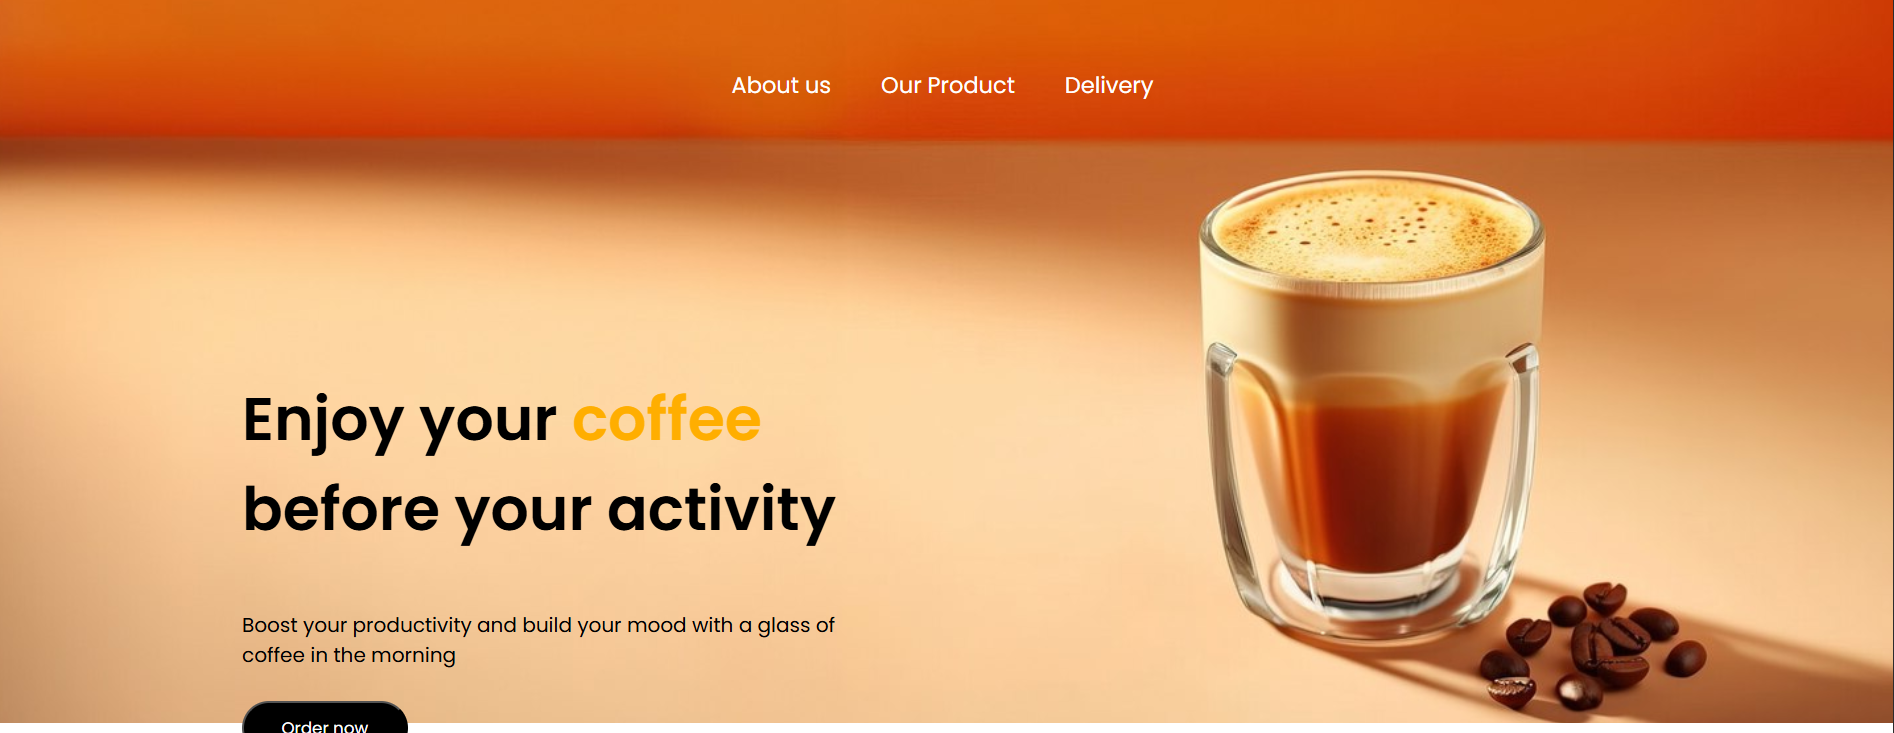 About us Our Product Delivery
Enjoy your coffee
before your activity
Boost your productivity and build your mood with a glass of
coffee in the morning
Order now